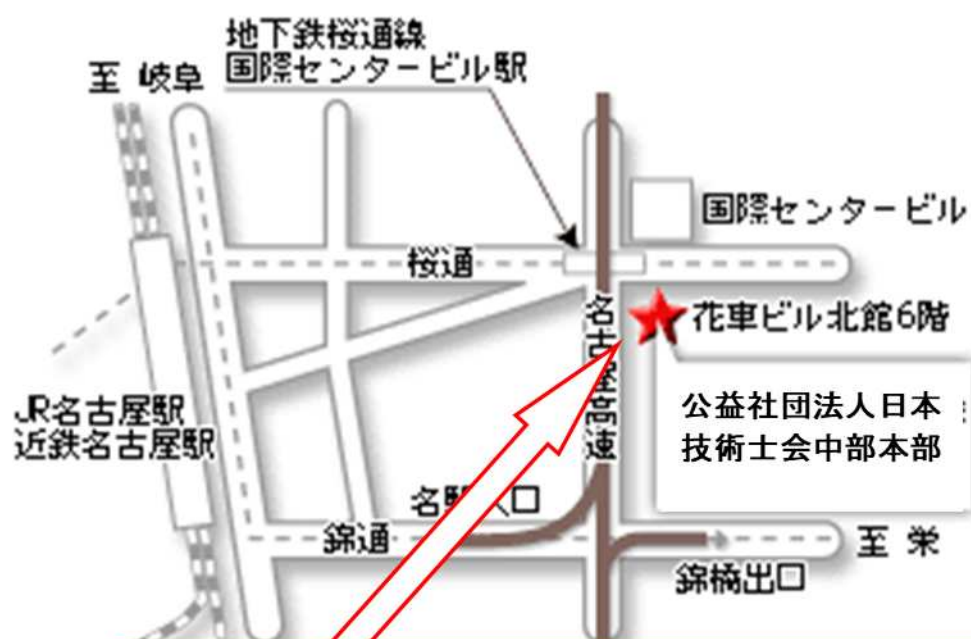 地下鉄桜通線
国際センタービル駅
至 岐阜
国際センタービル
桜通
花車ビル北館6階
名古屋高速
公益社団法人日本
技術士会中部本部
JR名古屋駅
近鉄名古屋駅
錦通
至 栄
錦橋出口